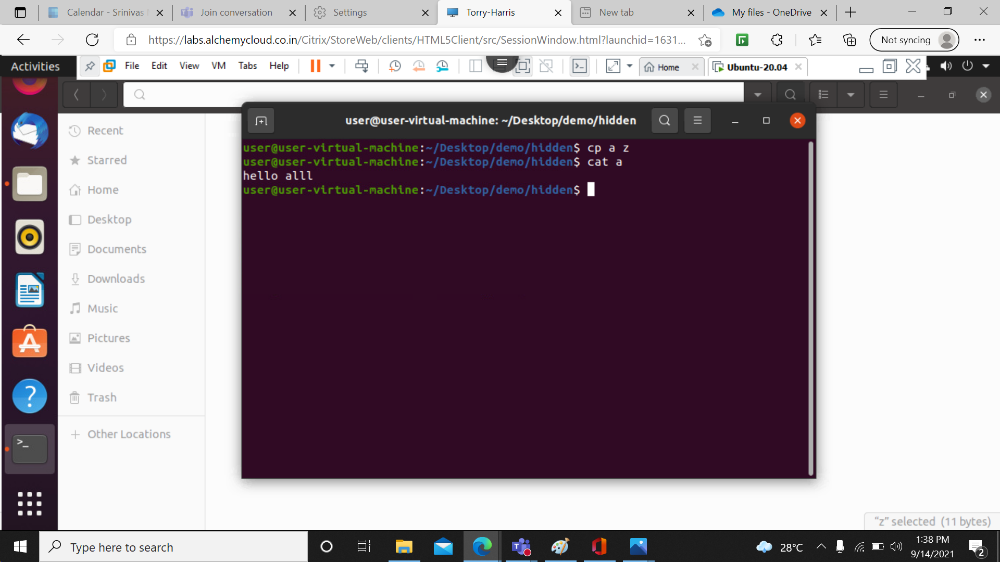 Calendar - Srinivas
Join conversation
Settings
Torry-Harris
New tab
My files - OneDrive
https://labs.alchemycloud.co.in/Citrix/StoreWeb/clients/HTML5Client/src/SessionWindow.html?launchid=1631...
Not syncing
Activities
File Edit View VM Tabs Help
Home
Ubuntu-20.04
user@user-virtual-machine: ~/Desktop/demo/hidden
user@user-virtual-machine:~/Desktop/demo/hidden$ cp a z
user@user-virtual-machine:~/Desktop/demo/hidden$ cat a
hello alll
user@user-virtual-machine:~/Desktop/demo/hidden$
Recent
Starred
Home
Desktop
Documents
Downloads
Music
Pictures
Videos
Trash
Other Locations
“z” selected (11 bytes)
Type here to search
28°C
1:38 PM
9/14/2021
2